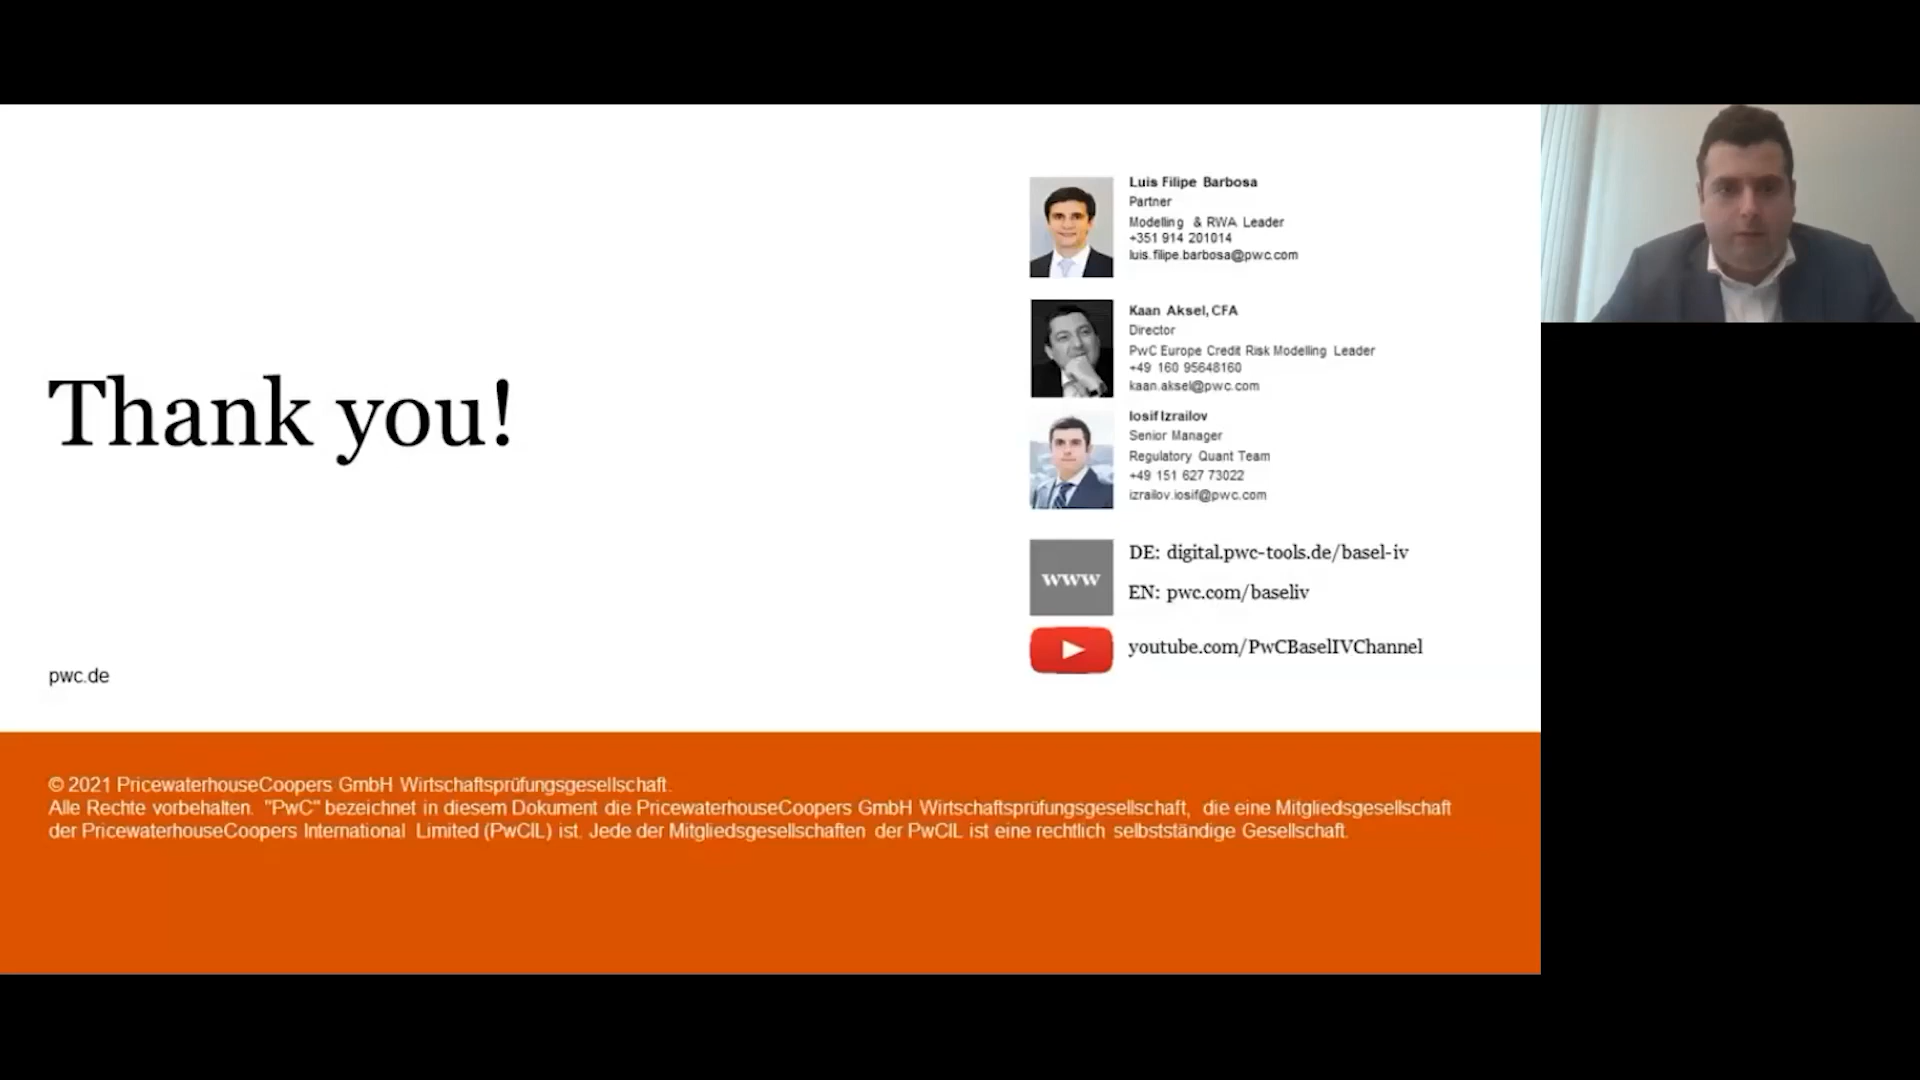 Thank you!
pwc.de
Luis Filipe Barbosa
Partner
Modelling & RWA Leader
+351 914 201014
luis.filipe.barbosa@pwc.com
Kaan Aksel, CFA
Director
PwC Europe Credit Risk Modelling Leader
+49 160 95648160
kaan.aksel@pwc.com
Iosif Izrailov
Senior Manager
Regulatory Quant Team
+49 151 627 73022
izrailov.iosif@pwc.com
www
DE: digital.pwc-tools.de/basel-iv
EN: pwc.com/baseliv
youtube.com/PwCBaselIVChannel
© 2021 PricewaterhouseCoopers GmbH Wirtschaftsprüfungsgesellschaft.
Alle Rechte vorbehalten. "PwC" bezeichnet in diesem Dokument die PricewaterhouseCoopers GmbH Wirtschaftsprüfungsgesellschaft, die eine Mitgliedsgesellschaft
der PricewaterhouseCoopers International Limited (PwCIL) ist. Jede der Mitgliedsgesellschaften der PwCIL ist eine rechtlich selbstständige Gesellschaft.